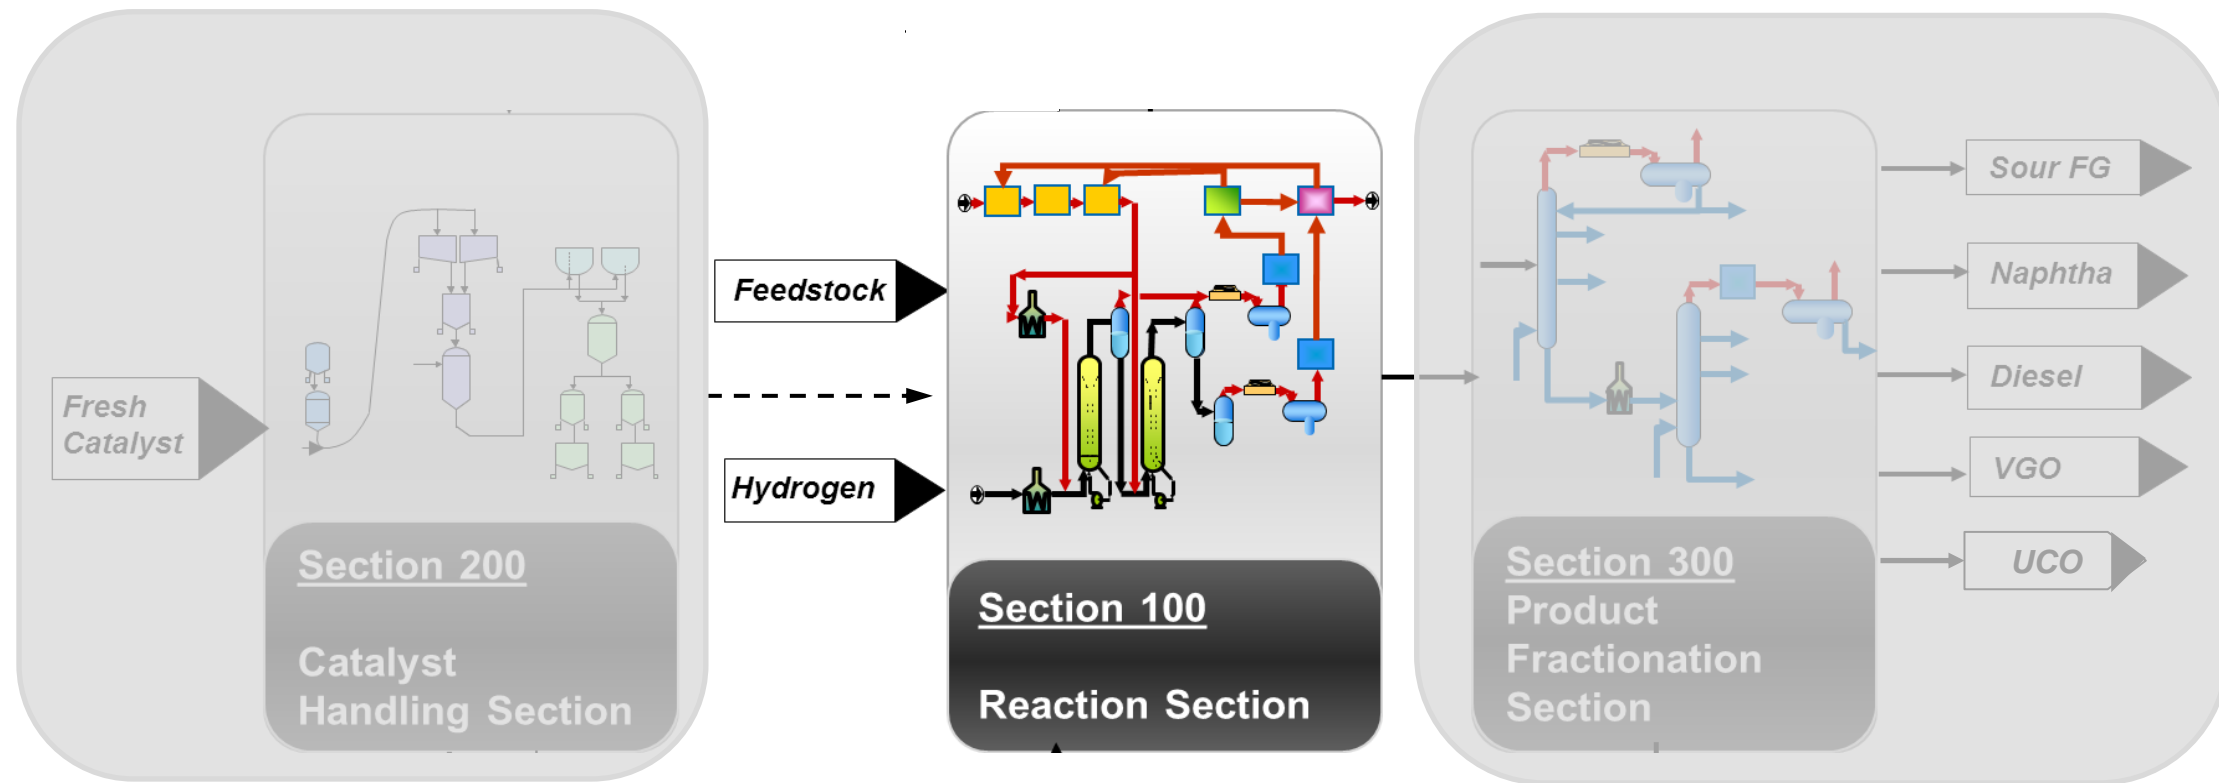 Fresh
Catalyst
Section 200
Catalyst
Handling Section
Feedstock
Hydrogen
Section 100
Reaction Section
Section 300
Product
Fractionation
Section
Sour FG
Naphtha
Diesel
VGO
UCO